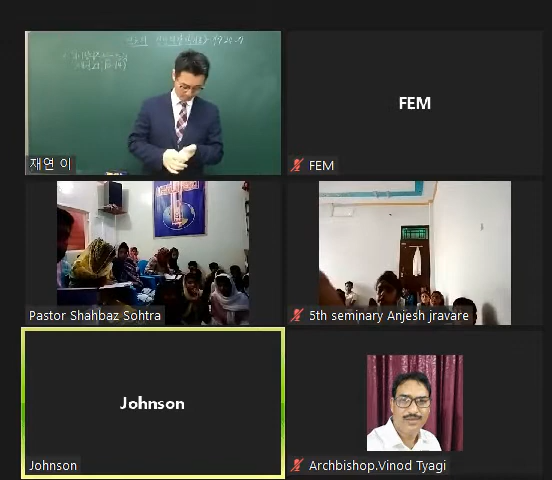 재연 이
FEM
FEM
Pastor Shahbaz Sohtra
5th seminary Anjesh jravare
Johnson
Johnson
Archbishop.Vinod Tyagi